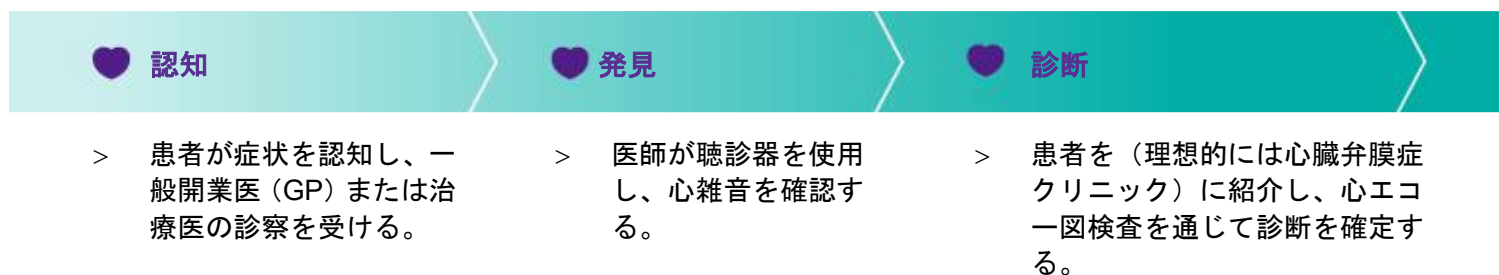 認知
発見
診断
> 患者が症状を認知し、一
般開業医（GP）または治
療医の診察を受ける。
> 医師が聴診器を使用
し、心雑音を確認す
る。
> 患者を（理想的には心臓弁膜症
クリニック）に紹介し、心エコ
ー図検査を通じて診断を確定す
る。